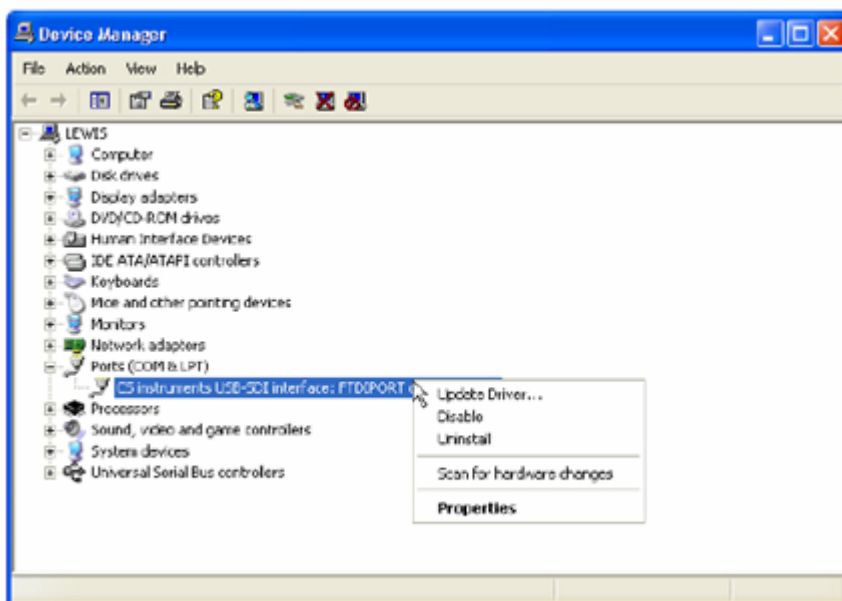 Device Manager
File Action View Help
LEWIS
Computer
Disk drives
Display adapters
DVD/CD-ROM drives
Human Interface Devices
IDE ATA/ATAPI controllers
Keyboards
Mice and other pointing devices
Monitors
Network adapters
Ports (COM & LPT)
CS instruments USB-SDI interface: FTDIPORT
Update Driver...
Disable
Uninstall
Scan for hardware changes
Properties
Processors
Sound, video and game controllers
System devices
Universal Serial Bus controllers